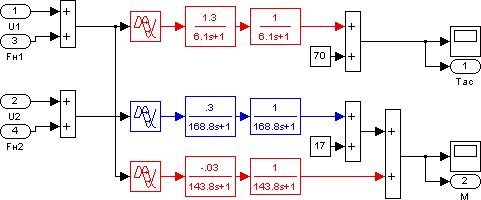 1
U1
3
Fн1
+
+
1.3
6.1s+1
1
6.1s+1
70
+
+
1
Tac
2
U2
4
Fн2
+
+
.3
168.8s+1
1
168.8s+1
17
+
+
+
+
-.03
143.8s+1
1
143.8s+1
2
M